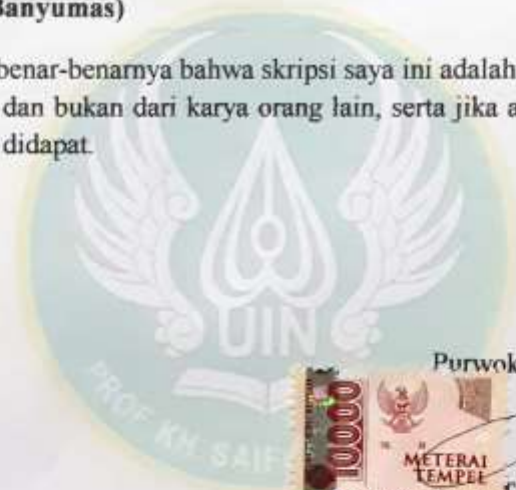 Banyumas)
benar-benarnya bahwa skripsi saya ini adalah
dan bukan dari karya orang lain, serta jika a
didapat.
UIN
PROF. KH. SAIF
Purwok
10000
METERAI
TEMPEL